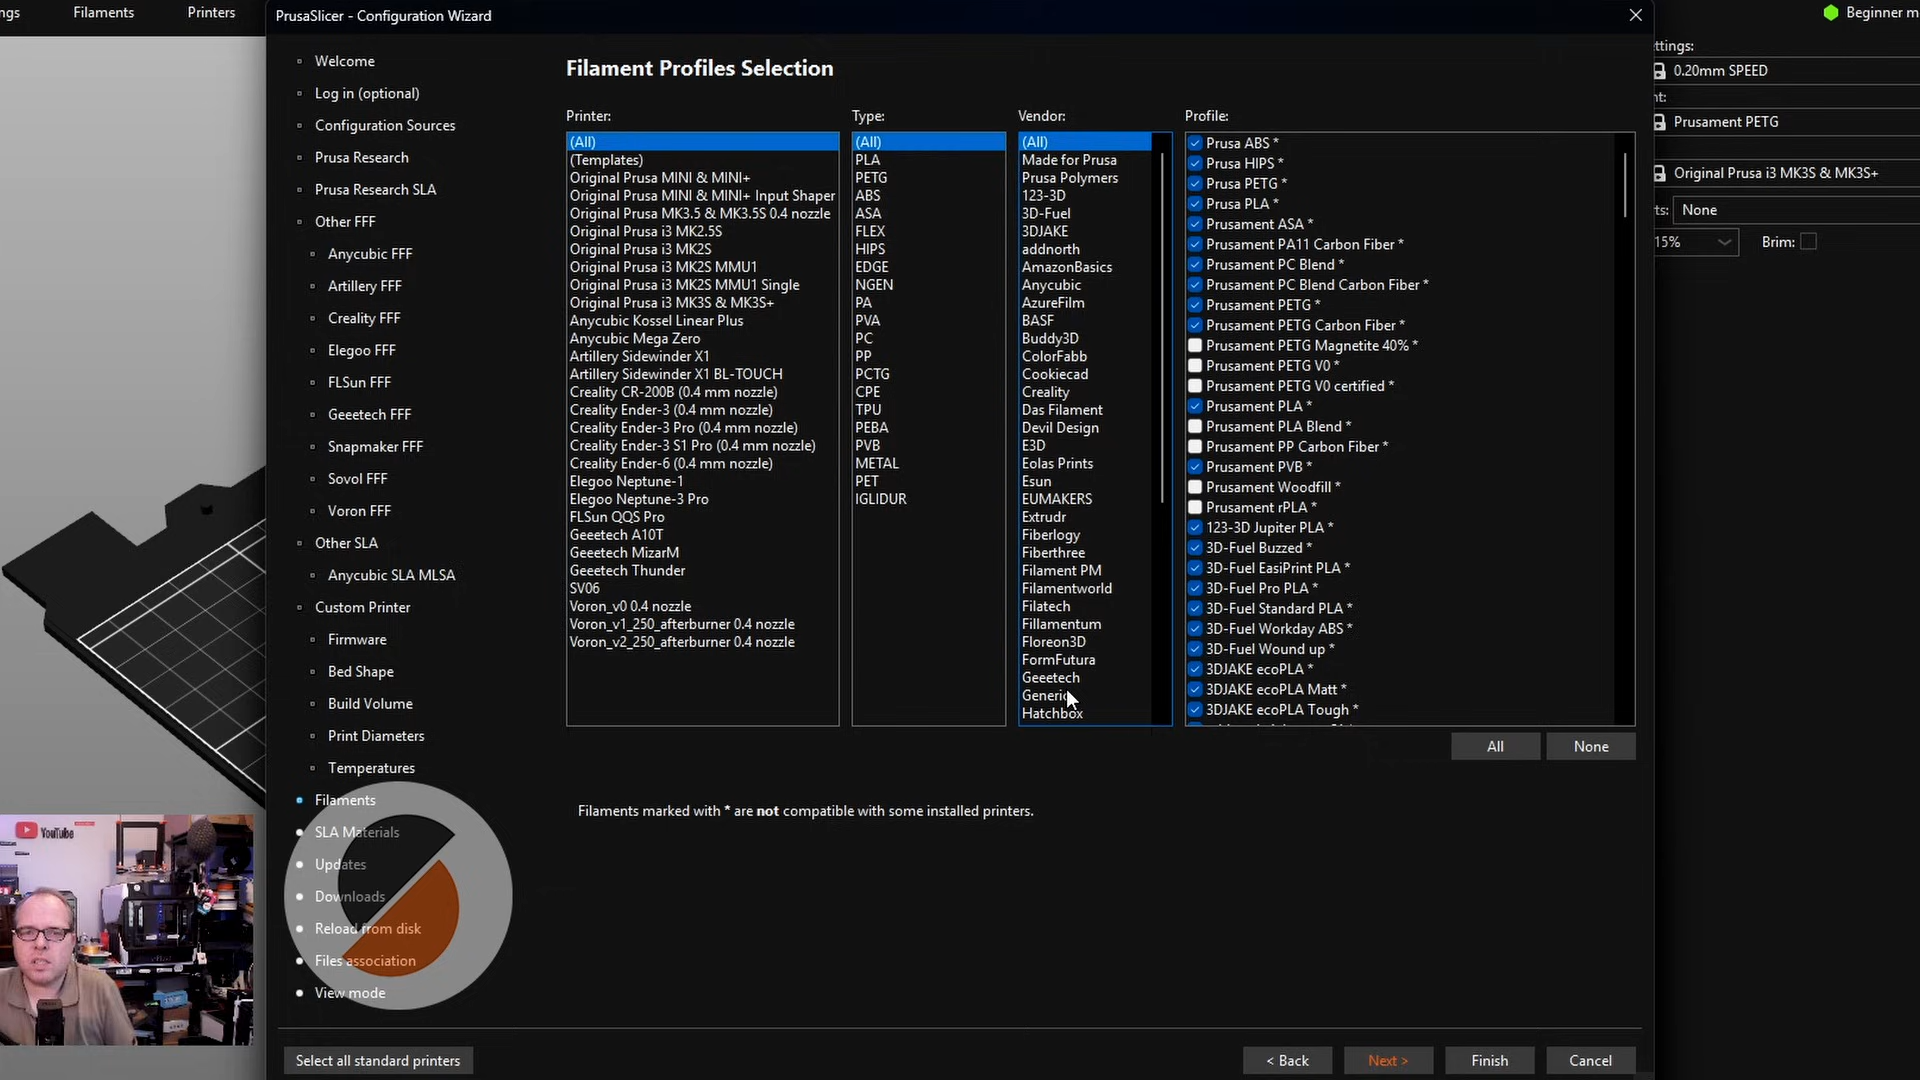 ngs
Filaments
Printers
PrusaSlicer - Configuration Wizard
Beginner m
Welcome
Log in (optional)
Configuration Sources
Prusa Research
Prusa Research SLA
Other FFF
Anycubic FFF
Artillery FFF
Creality FFF
Elegoo FFF
FLSun FFF
Geeetech FFF
Snapmaker FFF
Sovol FFF
Voron FFF
Other SLA
Anycubic SLA MLSA
Custom Printer
Firmware
Bed Shape
Build Volume
Print Diameters
Temperatures
Filaments
SLA Materials
Updates
Downloads
Reload from disk
Files association
View mode
Filament Profiles Selection
Printer:
(All)
(Templates)
Original Prusa MINI & MINI+
Original Prusa MINI & MINI+ Input Shaper
Original Prusa MK3.5 & MK3.5S 0.4 nozzle
Original Prusa i3 MK2.5S
Original Prusa i3 MK2S
Original Prusa i3 MK2S MMU1
Original Prusa i3 MK2S MMU1 Single
Original Prusa i3 MK3S & MK3S+
Anycubic Kossel Linear Plus
Anycubic Mega Zero
Artillery Sidewinder X1
Artillery Sidewinder X1 BL-TOUCH
Creality CR-200B (0.4 mm nozzle)
Creality Ender-3 (0.4 mm nozzle)
Creality Ender-3 Pro (0.4 mm nozzle)
Creality Ender-3 S1 Pro (0.4 mm nozzle)
Creality Ender-6 (0.4 mm nozzle)
Elegoo Neptune-1
Elegoo Neptune-3 Pro
FLSun QQS Pro
Geeetech A10T
Geeetech MizarM
Geeetech Thunder
SV06
Voron_v0 0.4 nozzle
Voron_v1_250_afterburner 0.4 nozzle
Voron_v2_250_afterburner 0.4 nozzle
Type:
(All)
PLA
PETG
ABS
ASA
FLEX
HIPS
EDGE
NGEN
PA
PVA
PC
PP
PCTG
CPE
TPU
PEBA
PVB
METAL
PET
IGLIDUR
Vendor:
(All)
Made for Prusa
Prusa Polymers
123-3D
3D-Fuel
3DJAKE
addnorth
AmazonBasics
Anycubic
AzureFilm
BASF
Buddy3D
ColorFabb
Cookiecad
Creality
Das Filament
Devil Design
E3D
Eolas Prints
Esun
EUMAKERS
Extrudr
Fiberlogy
Fiberthree
Filament PM
Filamentworld
Filatech
Fillamentum
Floreon3D
FormFutura
Geeetech
Generic
Hatchbox
Profile:
Prusa ABS *
Prusa HIPS *
Prusa PETG *
Prusa PLA *
Prusament ASA *
Prusament PA11 Carbon Fiber *
Prusament PC Blend *
Prusament PC Blend Carbon Fiber *
Prusament PETG *
Prusament PETG Carbon Fiber *
Prusament PETG Magnetite 40% *
Prusament PETG V0 *
Prusament PETG V0 certified *
Prusament PLA *
Prusament PLA Blend *
Prusament PP Carbon Fiber *
Prusament PVB *
Prusament Woodfill *
Prusament rPLA *
123-3D Jupiter PLA *
3D-Fuel Buzzed *
3D-Fuel EasiPrint PLA *
3D-Fuel Pro PLA *
3D-Fuel Standard PLA *
3D-Fuel Workday ABS *
3D-Fuel Wound up *
3DJAKE ecoPLA *
3DJAKE ecoPLA Matt *
3DJAKE ecoPLA Tough *
All
None
Filaments marked with * are not compatible with some installed printers.
ttings:
0.20mm SPEED
nt:
Prusament PETG
Original Prusa i3 MK3S & MK3S+
ts:
None
15%
Brim:
YouTube
Select all standard printers
< Back
Next >
Finish
Cancel